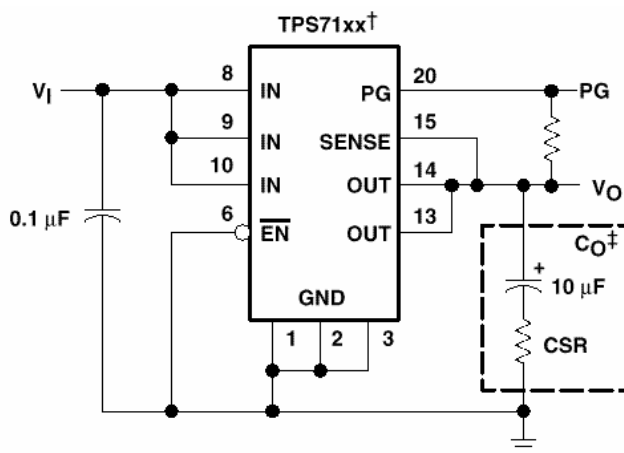 TPS71xx†
8
20
VI
IN
PG
PG
9
15
IN
SENSE
10
14
IN
OUT
VO
0.1 μF
6
13
EN
OUT
CO‡
GND
+
10 μF
1
2
3
CSR